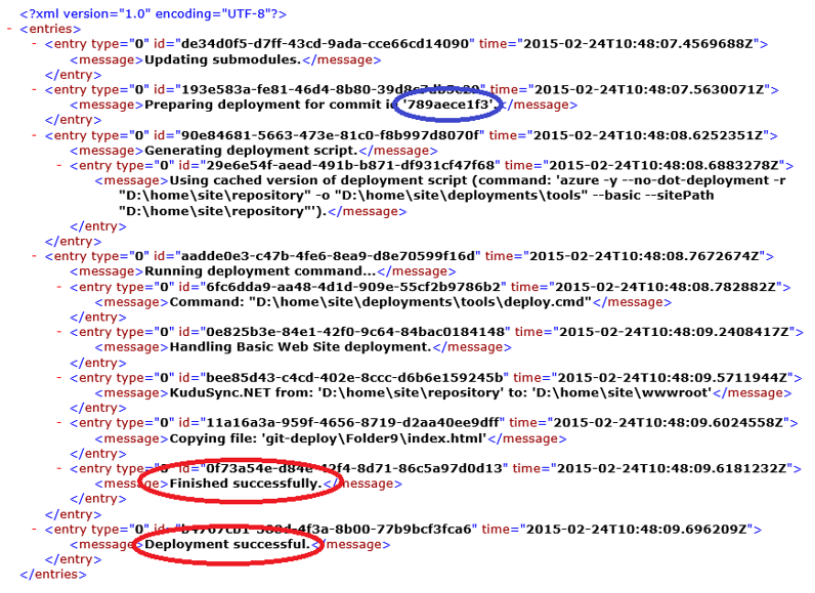 <?xml version="1.0" encoding="UTF-8"?>
- <entries>
- <entry type="0" id="de34d0f5-d7ff-43cd-9ada-cce66cd14090" time="2015-02-24T10:48:07.4569688Z">
<message>Updating submodules.</message>
</entry>
- <entry type="0" id="193e583a-fe81-46d4-8b80-39d8c7db5c29" time="2015-02-24T10:48:07.5630071Z">
<message>Preparing deployment for commit id '789aece1f3'.</message>
</entry>
- <entry type="0" id="90e84681-5663-473e-81c0-f8b997d8070f" time="2015-02-24T10:48:08.6252351Z">
<message>Generating deployment script.</message>
- <entry type="0" id="29e6e54f-aead-491b-b871-df931cf47f68" time="2015-02-24T10:48:08.6883278Z">
<message>Using cached version of deployment script (command: 'azure -y --no-dot-deployment -r
"D:\home\site\repository" -o "D:\home\site\deployments\tools" --basic --sitePath
"D:\home\site\repository"').</message>
</entry>
</entry>
- <entry type="0" id="aadde0e3-c47b-4fe6-8ea9-d8e70599f16d" time="2015-02-24T10:48:08.7672674Z">
<message>Running deployment command...</message>
- <entry type="0" id="6fc6dda9-aa48-4d1d-909e-55cf2b9786b2" time="2015-02-24T10:48:08.782882Z">
<message>Command: "D:\home\site\deployments\tools\deploy.cmd"</message>
</entry>
- <entry type="0" id="0e825b3e-84e1-42f0-9c64-84bac0184148" time="2015-02-24T10:48:09.2408417Z">
<message>Handling Basic Web Site deployment.</message>
</entry>
- <entry type="0" id="bee85d43-c4cd-402e-8ccc-d6b6e159245b" time="2015-02-24T10:48:09.5711944Z">
<message>KuduSync.NET from: 'D:\home\site\repository' to: 'D:\home\site\wwwroot'</message>
</entry>
- <entry type="0" id="11a16a3a-959f-4656-8719-d2aa40ee9dff" time="2015-02-24T10:48:09.6024558Z">
<message>Copying file: 'git-deploy\Folder9\index.html'</message>
</entry>
- <entry type="0" id="0f73a54e-d84e-42f4-8d71-86c5a97d0d13" time="2015-02-24T10:48:09.6181232Z">
<message>Finished successfully.</message>
</entry>
</entry>
- <entry type="0" time="2015-02-24T10:48:09.696209Z">
<message>Deployment successful.</message>
</entry>
</entries>